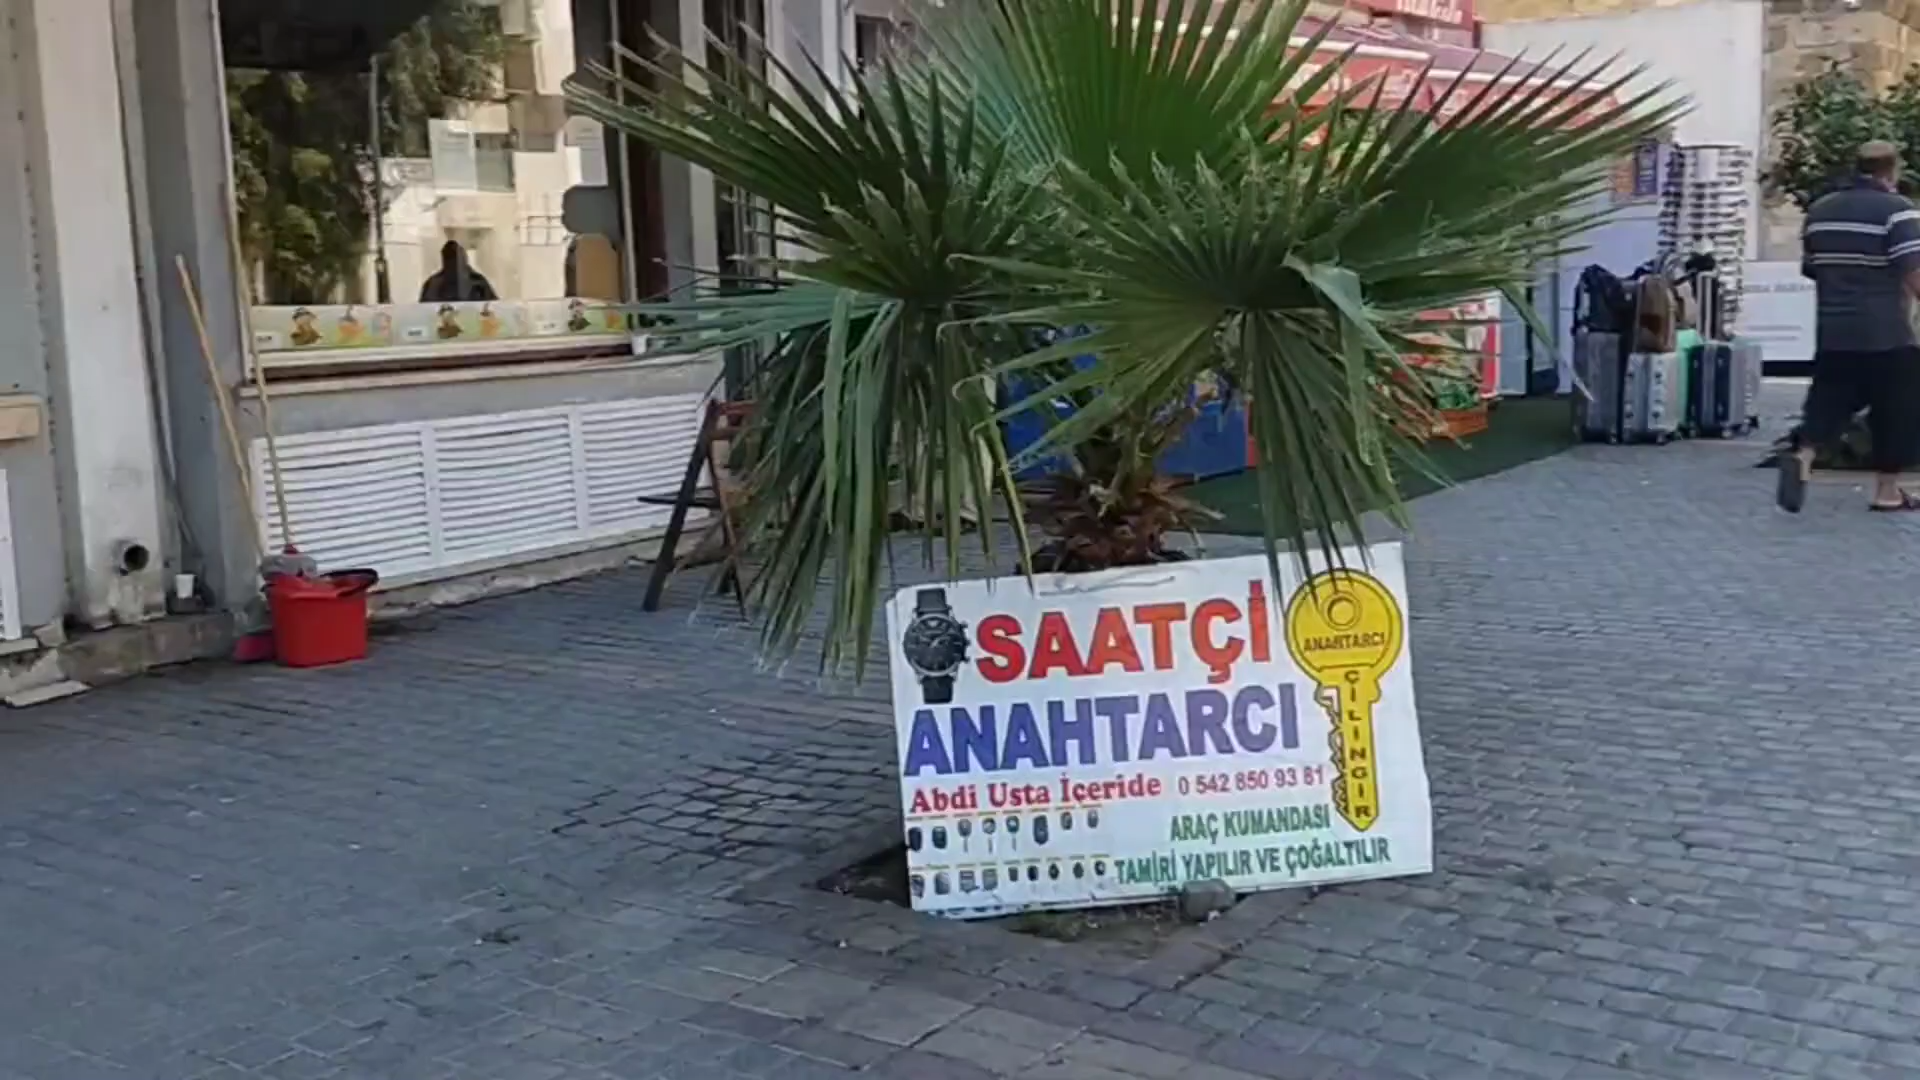 SAATÇİ
ANAHTARCI
Abdi Usta İçeride 0 542 850 93 81
ARAÇ KUMANDASI
TAMİRİ YAPILIR VE ÇOĞALTILIR
ANAHTARCI
ÇİLİNGİR